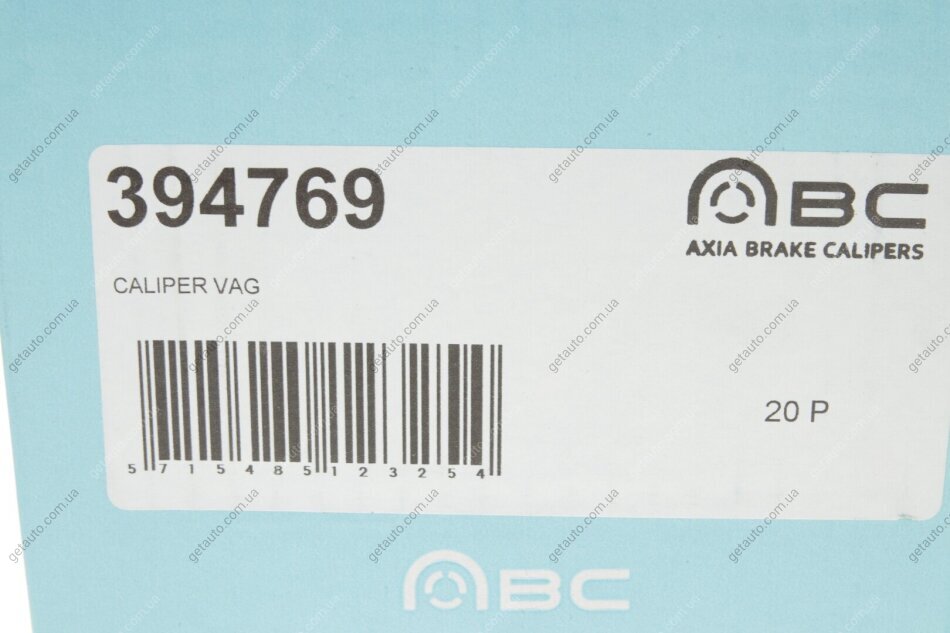 394769
ABC
AXIA BRAKE CALIPERS
CALIPER VAG
5 715485 123254
20 P
ABC
getauto.com.ua